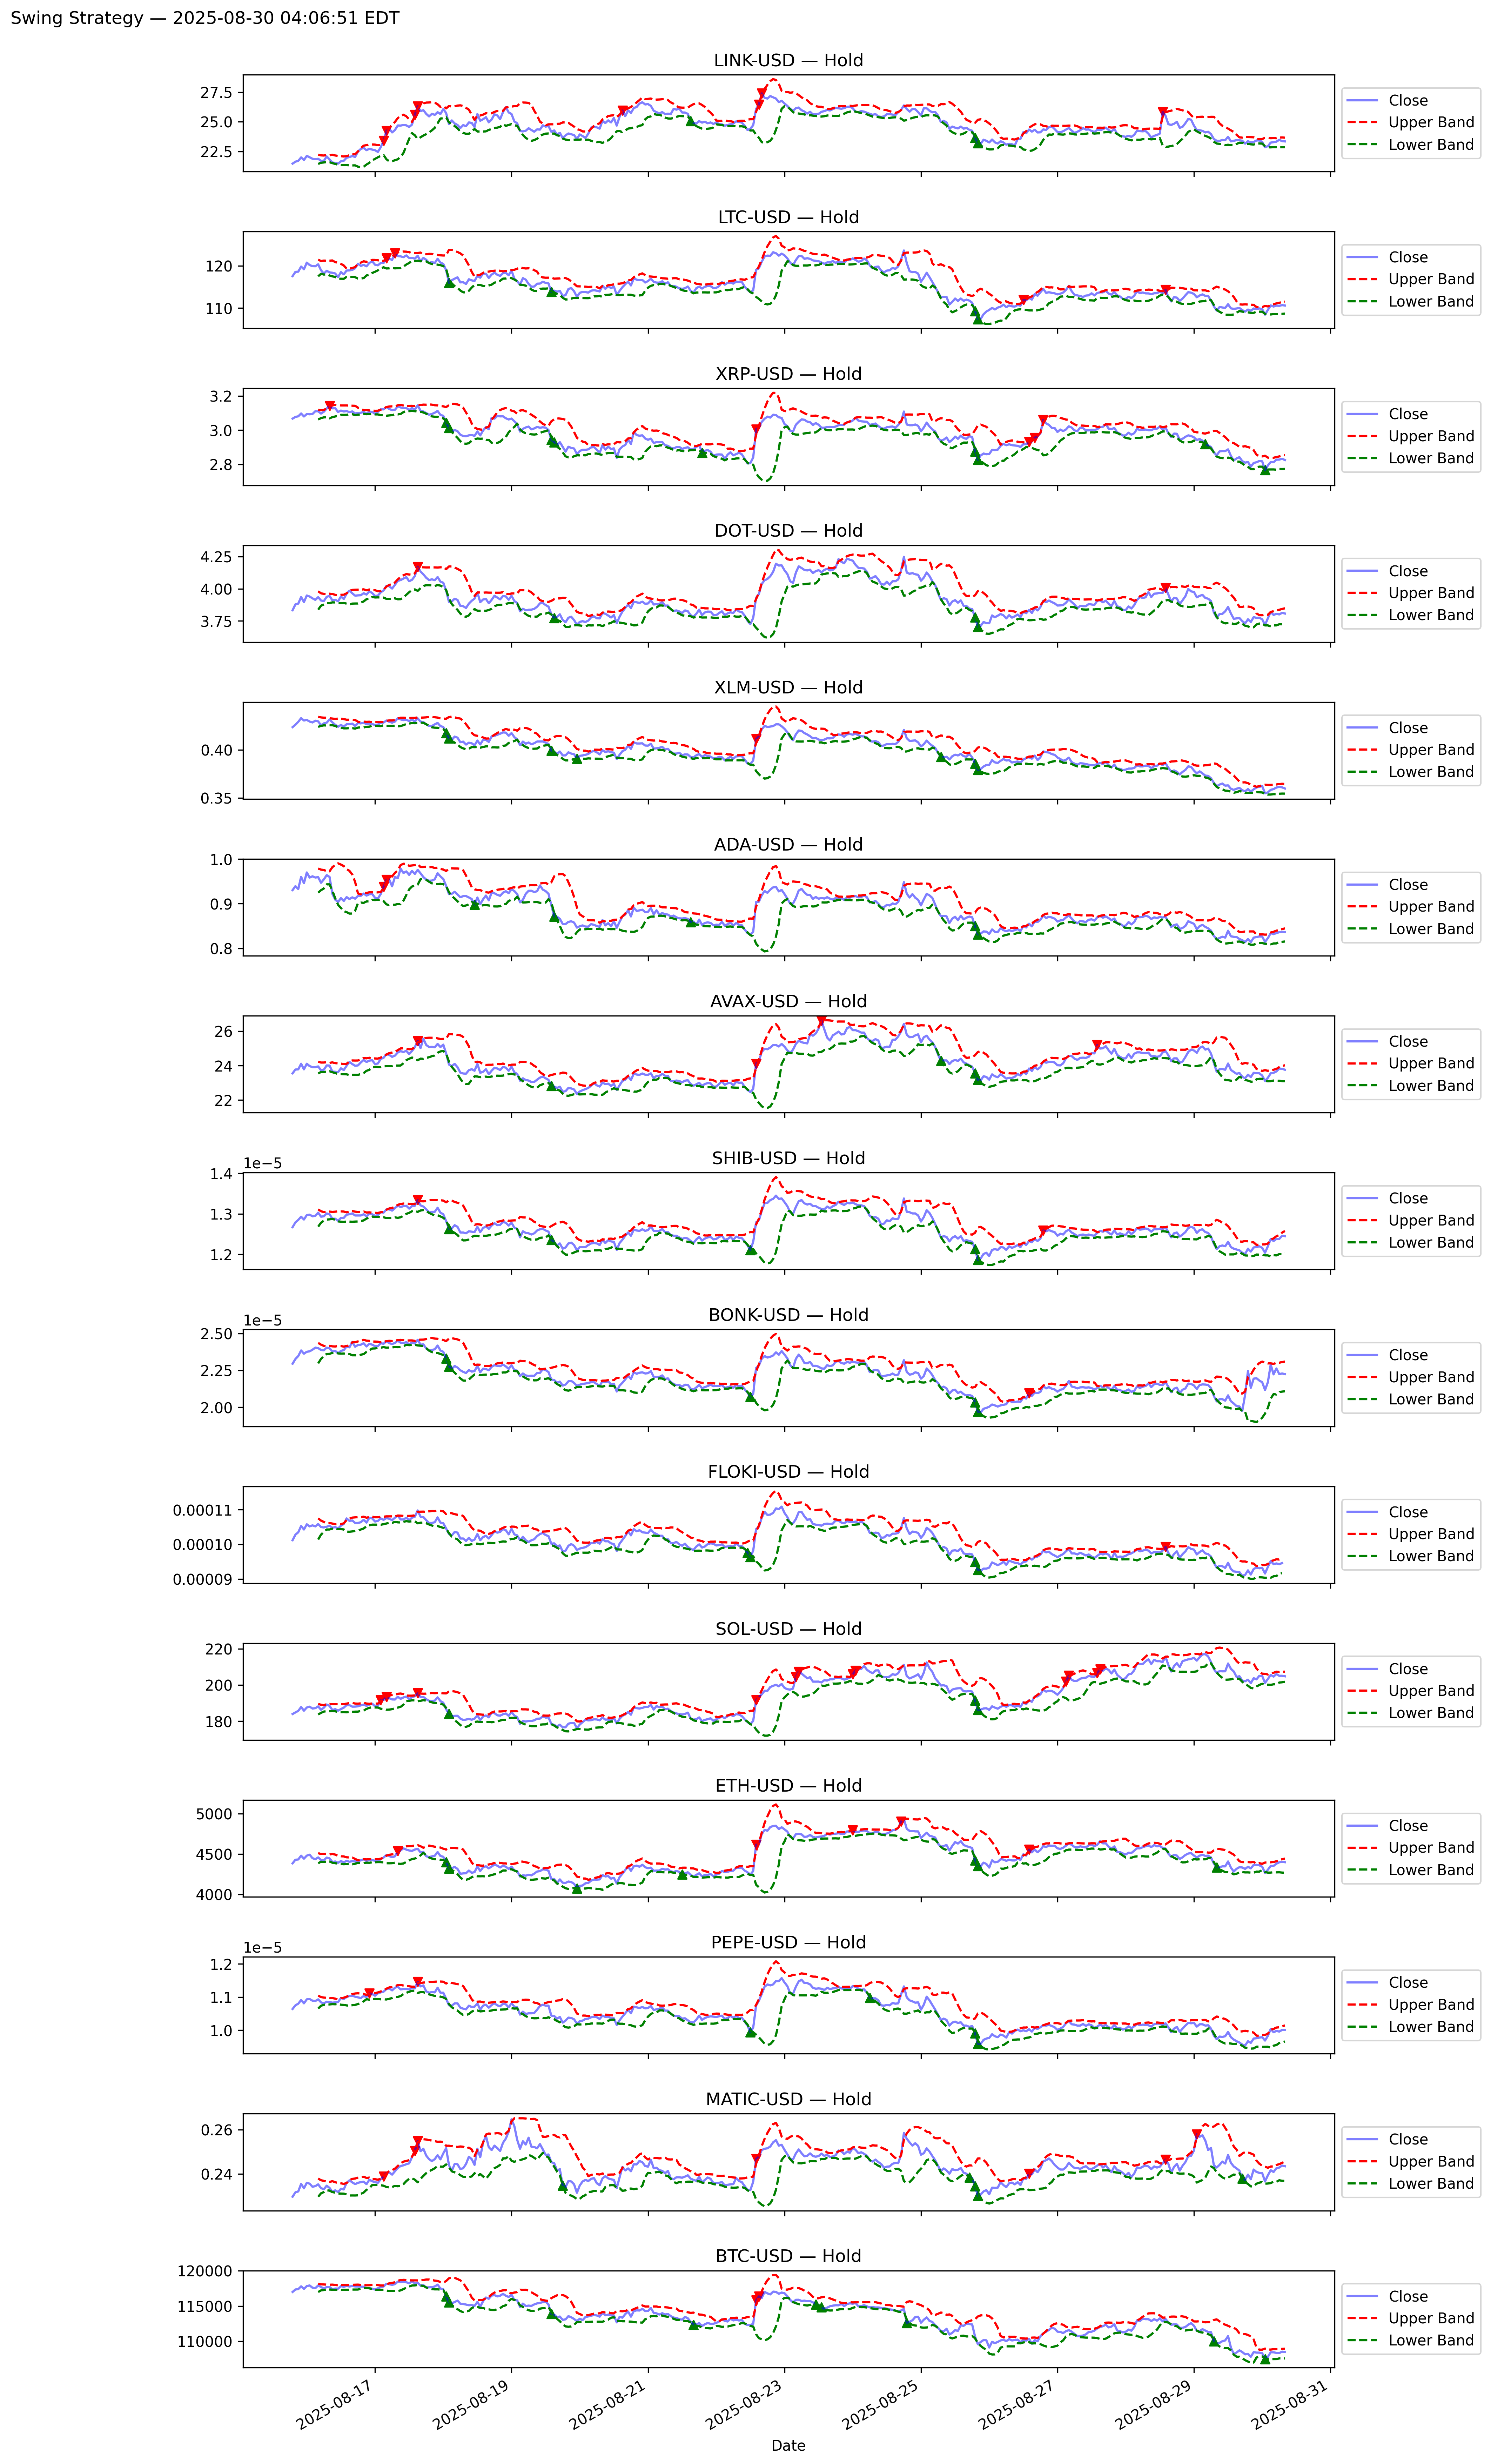 Swing Strategy — 2025-08-30 04:06:51 EDT
LINK-USD — Hold
27.5
25.0
22.5
Close
Upper Band
Lower Band
LTC-USD — Hold
120
110
Close
Upper Band
Lower Band
XRP-USD — Hold
3.2
3.0
2.8
Close
Upper Band
Lower Band
DOT-USD — Hold
4.25
4.00
3.75
Close
Upper Band
Lower Band
XLM-USD — Hold
0.40
0.35
Close
Upper Band
Lower Band
ADA-USD — Hold
1.0
0.9
0.8
Close
Upper Band
Lower Band
AVAX-USD — Hold
26
24
22
Close
Upper Band
Lower Band
SHIB-USD — Hold
1e−5
1.4
1.3
1.2
Close
Upper Band
Lower Band
BONK-USD — Hold
1e−5
2.50
2.25
2.00
Close
Upper Band
Lower Band
FLOKI-USD — Hold
0.00011
0.00010
0.00009
Close
Upper Band
Lower Band
SOL-USD — Hold
220
200
180
Close
Upper Band
Lower Band
ETH-USD — Hold
5000
4500
4000
Close
Upper Band
Lower Band
PEPE-USD — Hold
1e−5
1.2
1.1
1.0
Close
Upper Band
Lower Band
MATIC-USD — Hold
0.26
0.24
Close
Upper Band
Lower Band
BTC-USD — Hold
120000
115000
110000
Close
Upper Band
Lower Band
2025-08-17
2025-08-19
2025-08-21
2025-08-23
2025-08-25
2025-08-27
2025-08-29
2025-08-31
Date